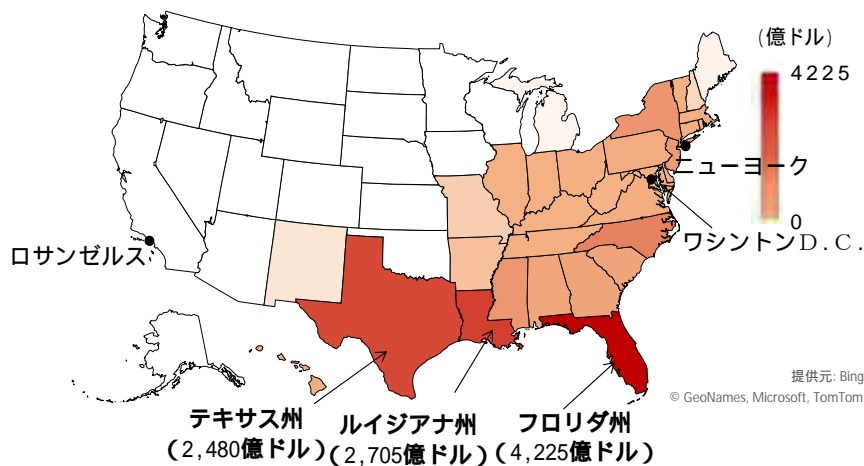 (億ドル)
4225
0
ニューヨーク
ワシントンD.C.
ロサンゼルス
提供元: Bing
© GeoNames, Microsoft, TomTom
テキサス州
(2,480億ドル)
ルイジアナ州
(2,705億ドル)
フロリダ州
(4,225億ドル)